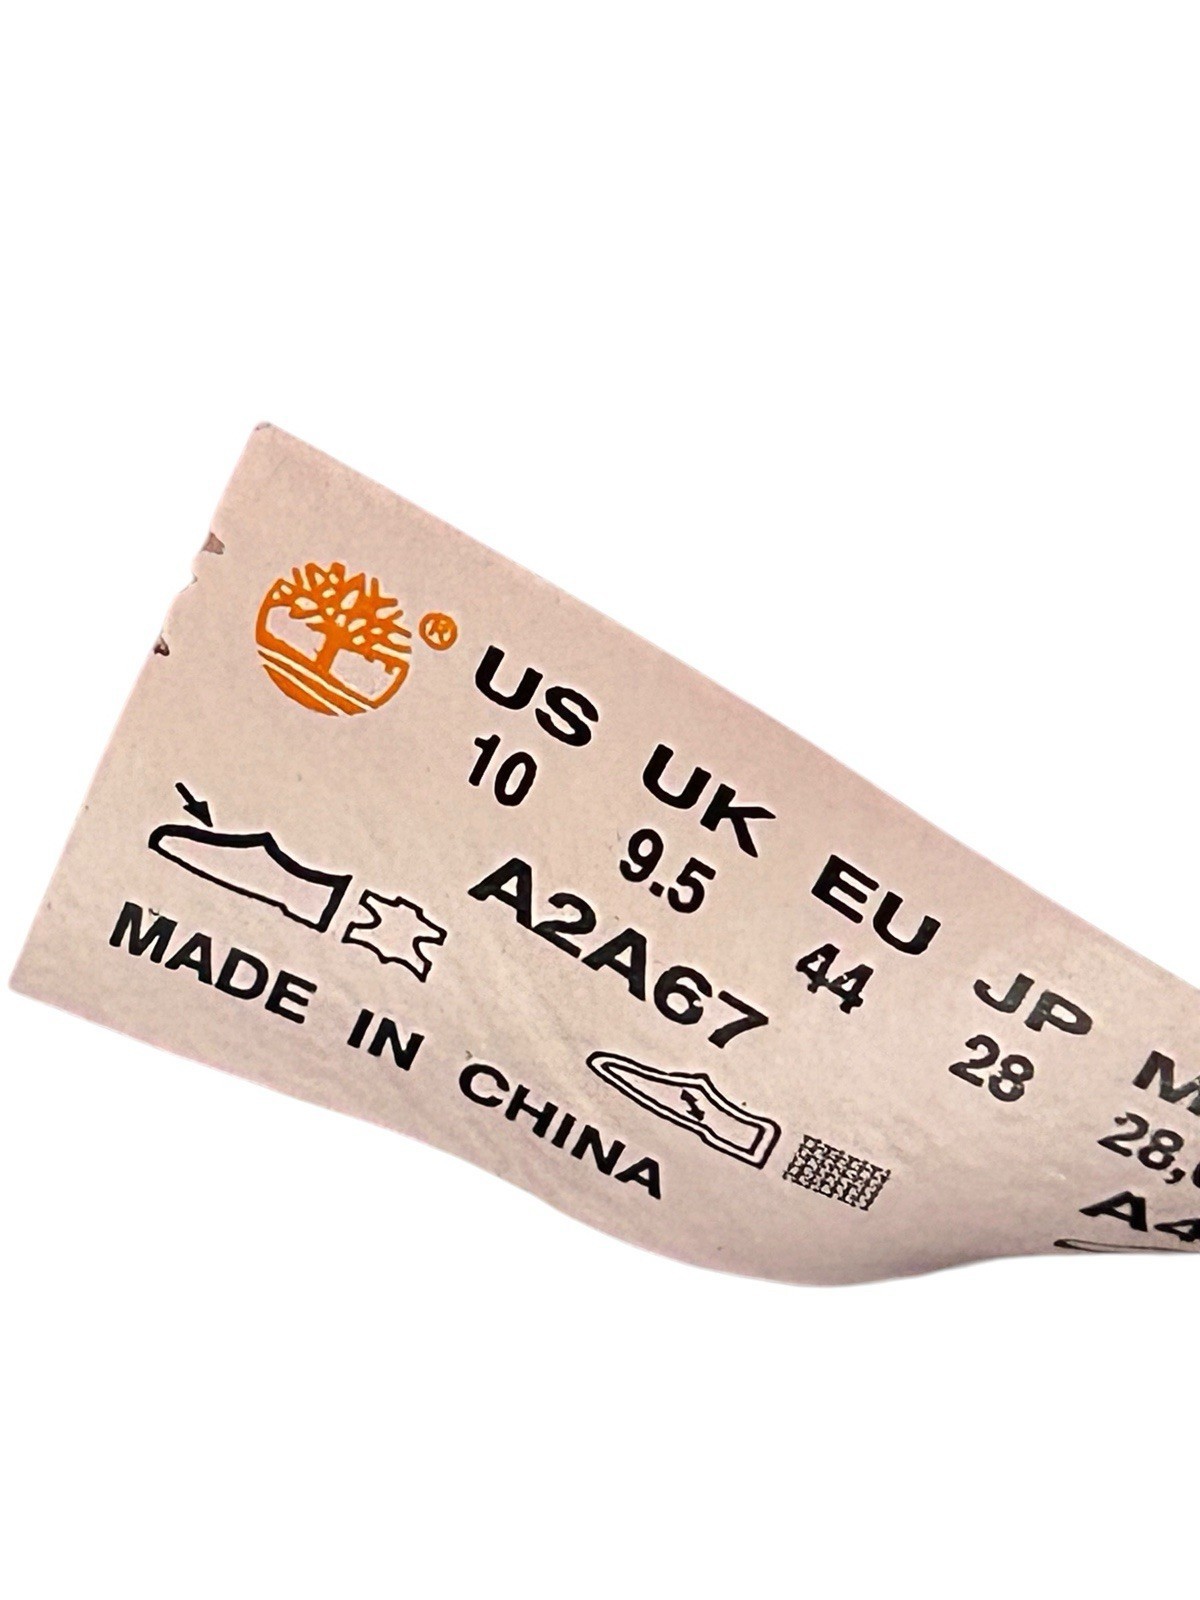 ® US UK EU JP
10 9.5 44 28
A2A67
MADE IN CHINA